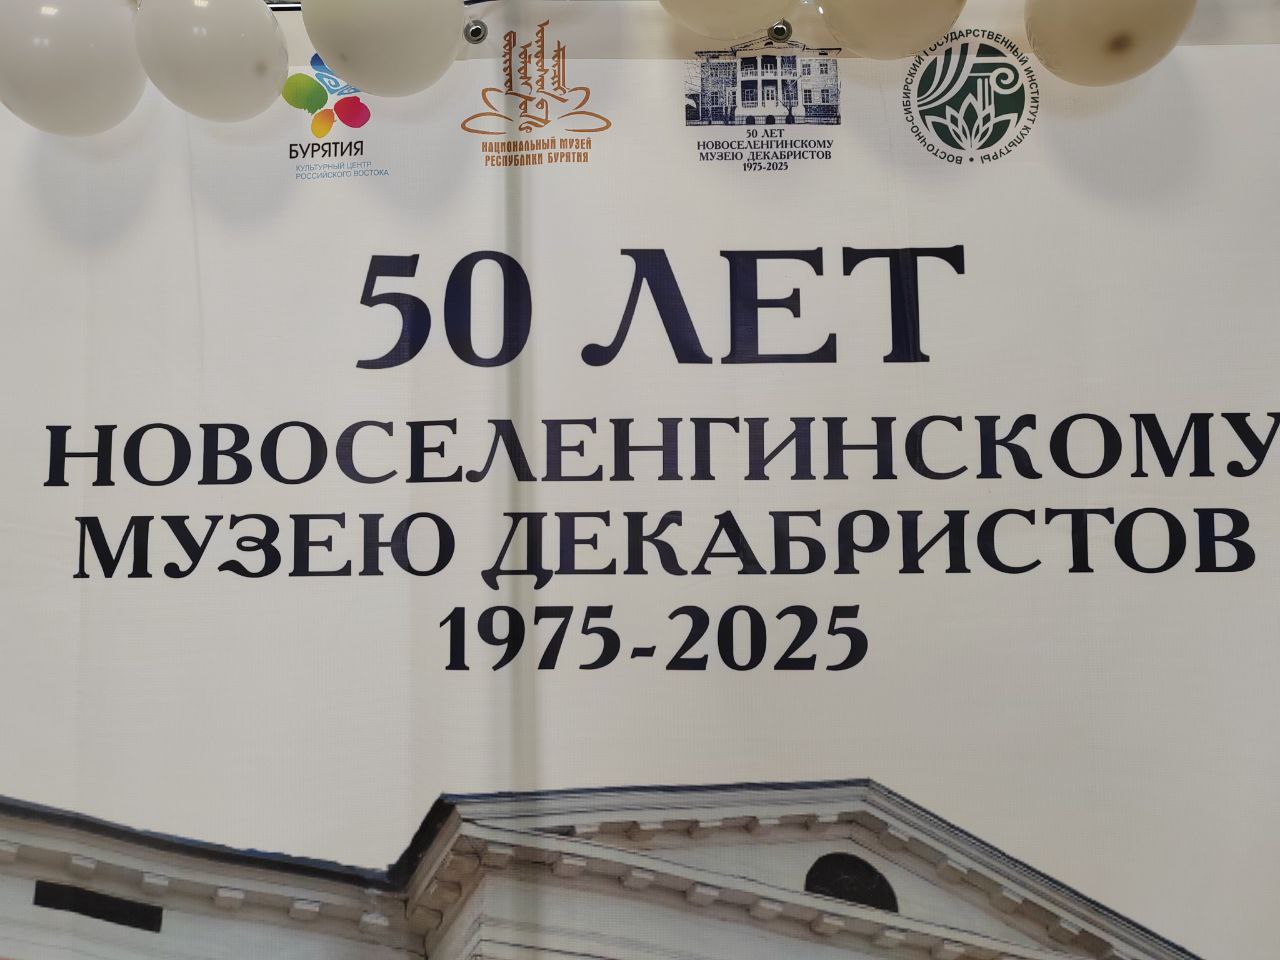 БУРЯТИЯ
КУЛЬТУРНЫЙ ЦЕНТР
РОССИЙСКОГО ВОСТОКА
НАЦИОНАЛЬНЫЙ МУЗЕЙ
РЕСПУБЛИКИ БУРЯТИЯ
50 ЛЕТ
НОВОСЕЛЕНГИНСКОМУ
МУЗЕЮ ДЕКАБРИСТОВ
1975-2025
ВОСТОЧНО-СИБИРСКИЙ ГОСУДАРСТВЕННЫЙ ИНСТИТУТ КУЛЬТУРЫ
50 ЛЕТ
НОВОСЕЛЕНГИНСКОМУ
МУЗЕЮ ДЕКАБРИСТОВ
1975-2025